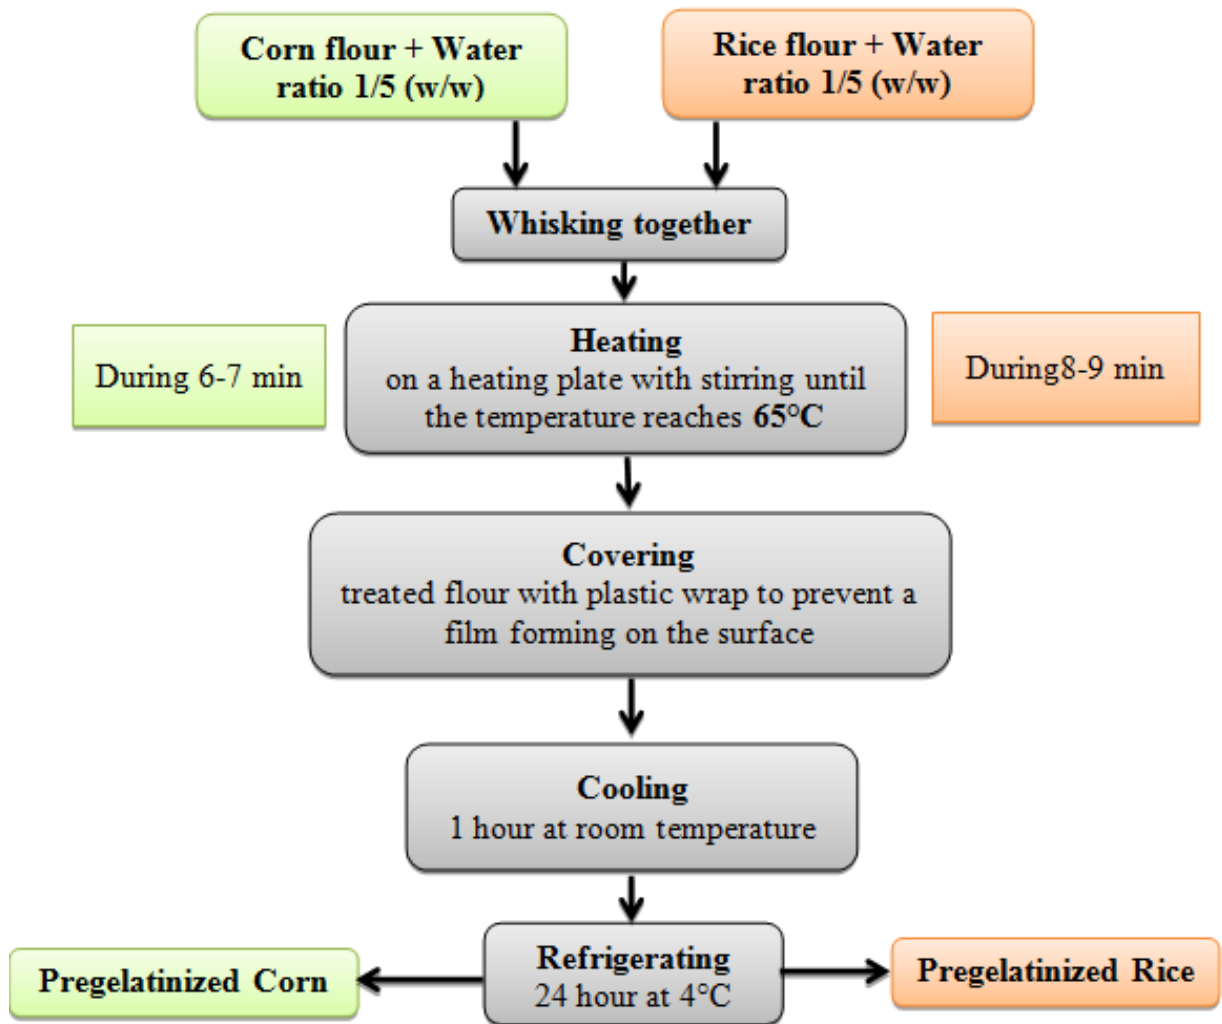 Corn flour + Water
ratio 1/5 (w/w)
Rice flour + Water
ratio 1/5 (w/w)
Whisking together
During 6-7 min
Heating
on a heating plate with stirring until
the temperature reaches 65°C
During8-9 min
Covering
treated flour with plastic wrap to prevent a
film forming on the surface
Cooling
1 hour at room temperature
Refrigerating
24 hour at 4°C
Pregelatinized Corn
Pregelatinized Rice